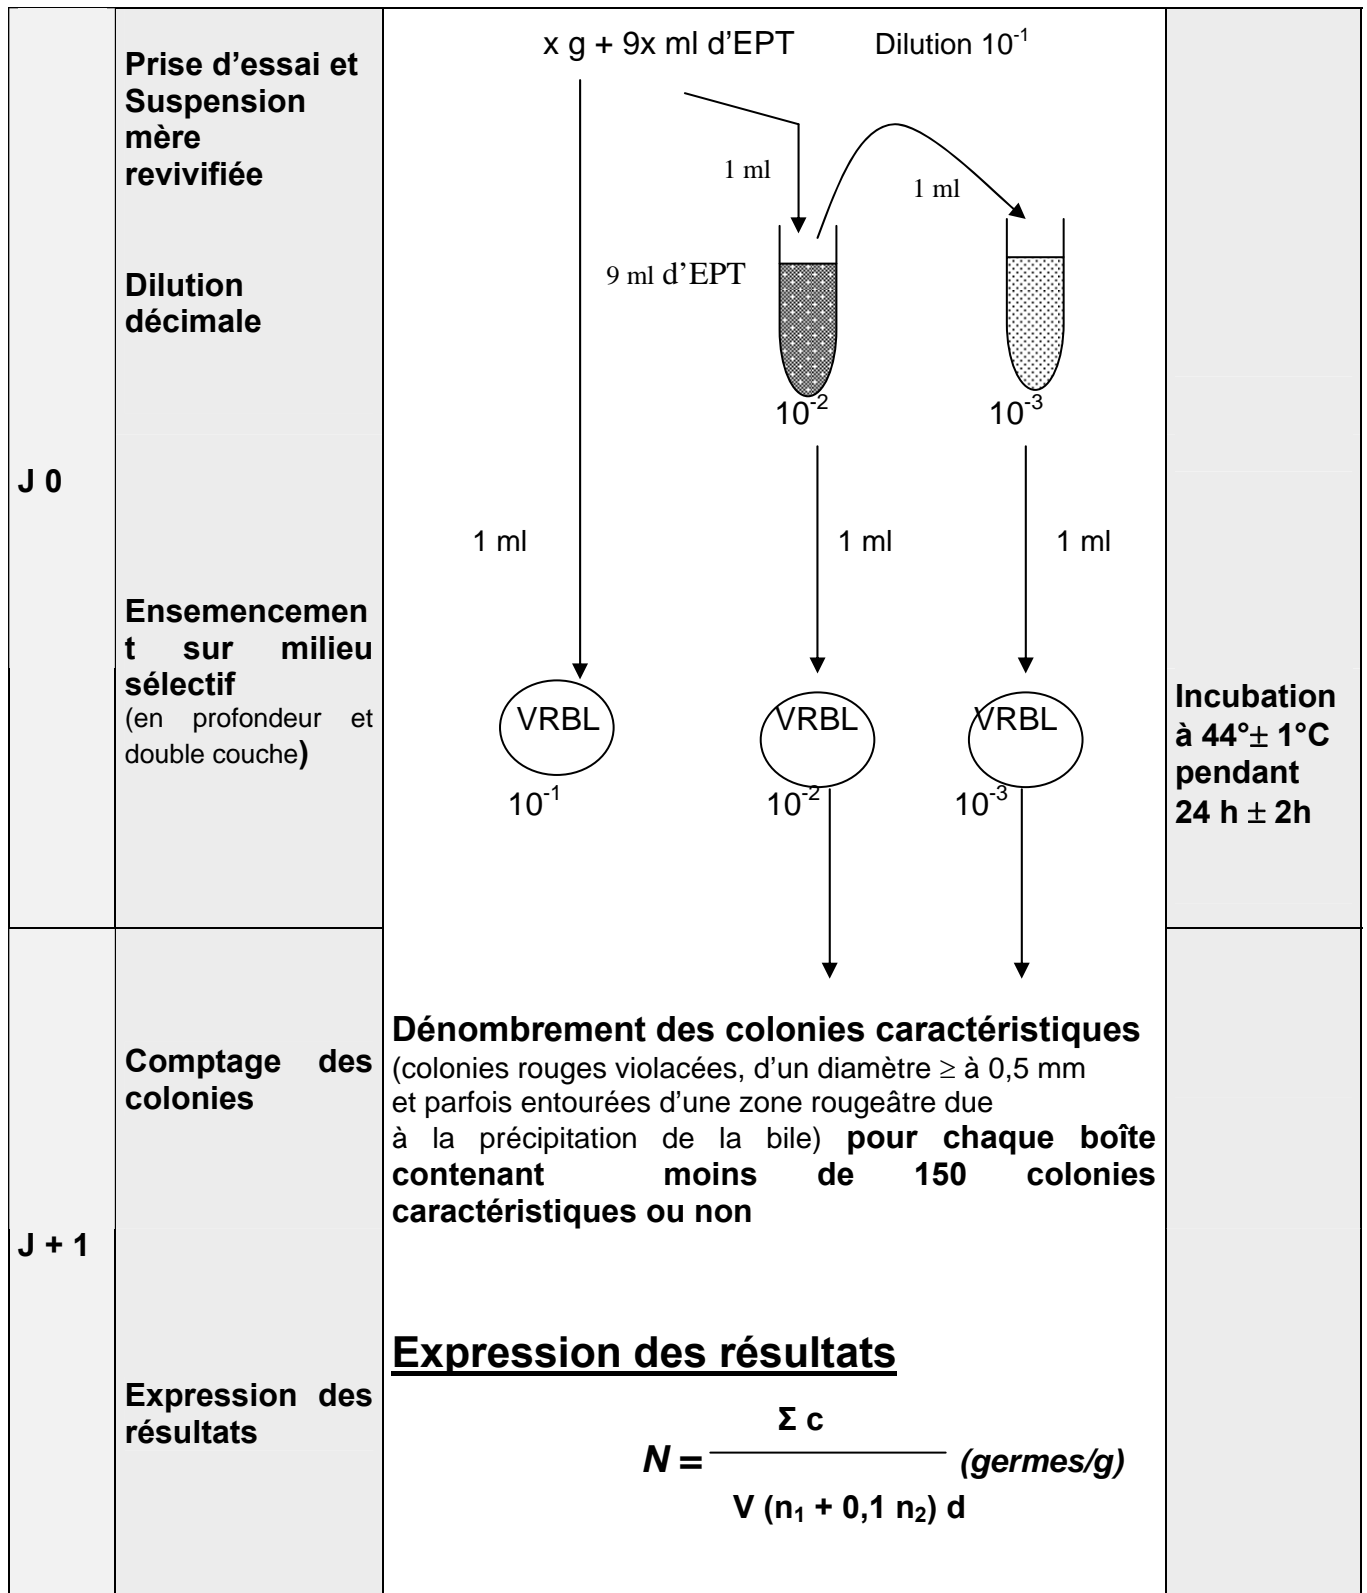 x g + 9x ml d'EPT Dilution 10⁻¹
Prise d'essai et
Suspension
mère
revivifiée
1 ml
1 ml
9 ml d'EPT
Dilution
décimale
10⁻² 10⁻³
J 0
1 ml 1 ml 1 ml
Ensemencemen
t sur milieu
sélectif
(en profondeur et
double couche)
VRBL VRBL VRBL
10⁻¹ 10⁻² 10⁻³
Incubation
à 44°± 1°C
pendant
24 h ± 2h
J + 1
Comptage des
colonies
Dénombrement des colonies caractéristiques
(colonies rouges violacées, d'un diamètre ≥ à 0,5 mm
et parfois entourées d'une zone rougeâtre due
à la précipitation de la bile) pour chaque boîte
contenant moins de 150 colonies
caractéristiques ou non
Expression des
résultats
Expression des résultats
Σ c
N = (germes/g)
V (n₁ + 0,1 n₂) d